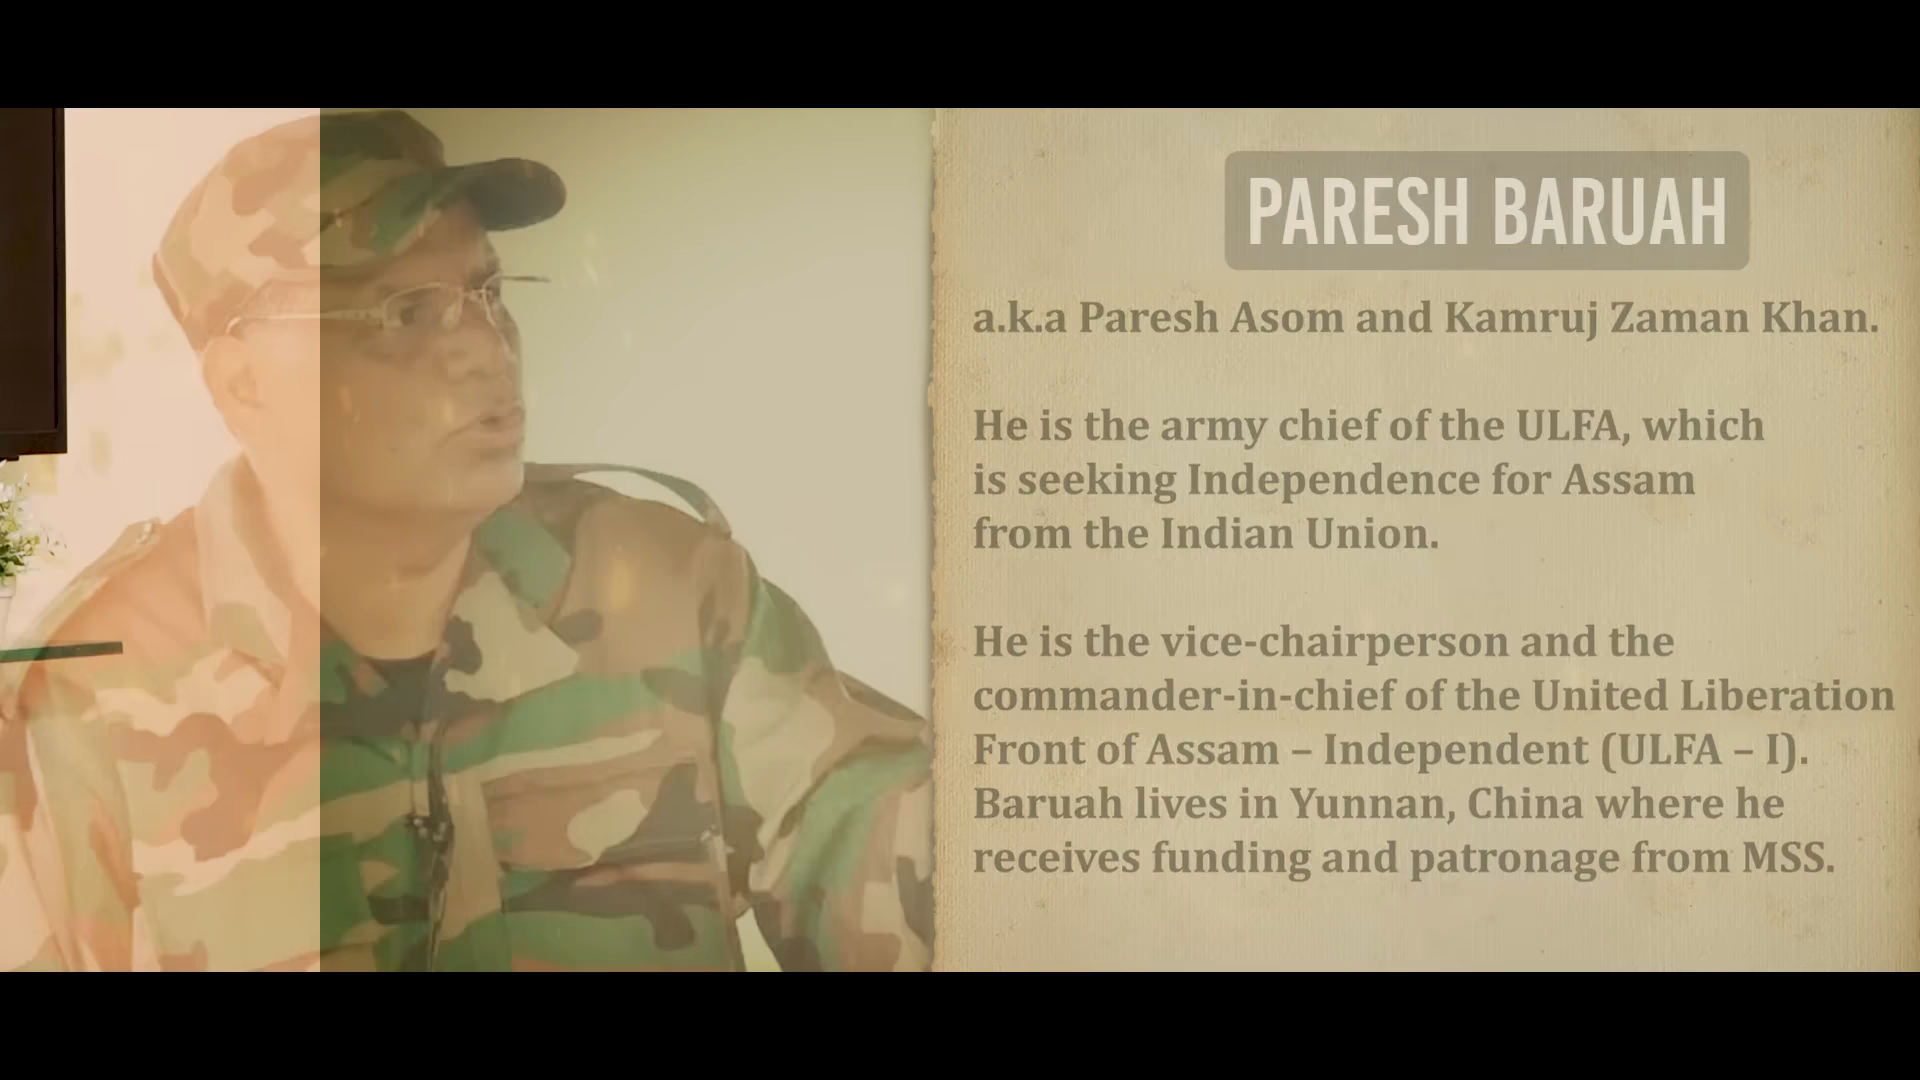 PARESH BARUAH
a.k.a Paresh Asom and Kamruj Zaman Khan.
He is the army chief of the ULFA, which
is seeking Independence for Assam
from the Indian Union.
He is the vice-chairperson and the
commander-in-chief of the United Liberation
Front of Assam – Independent (ULFA – I).
Baruah lives in Yunnan, China where he
receives funding and patronage from MSS.